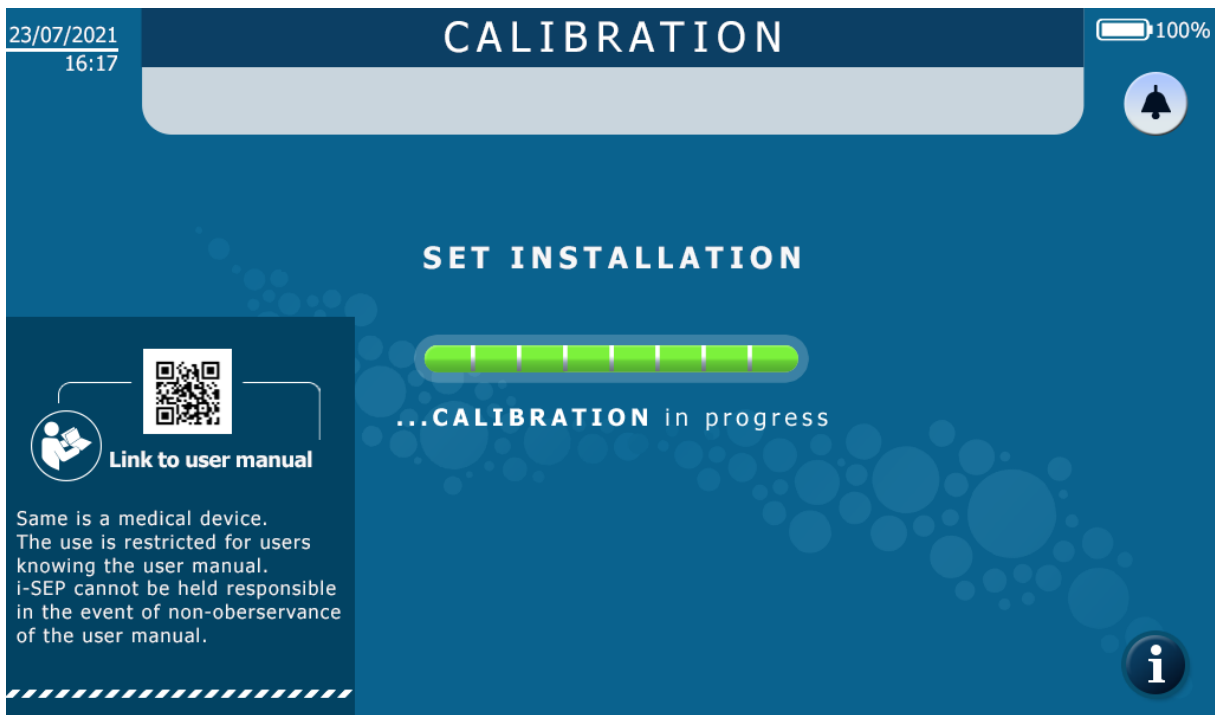 23/07/2021
16:17
CALIBRATION
100%
SET INSTALLATION
...CALIBRATION in progress
Link to user manual
Same is a medical device.
The use is restricted for users
knowing the user manual.
i-SEP cannot be held responsible
in the event of non-oberservance
of the user manual.
i